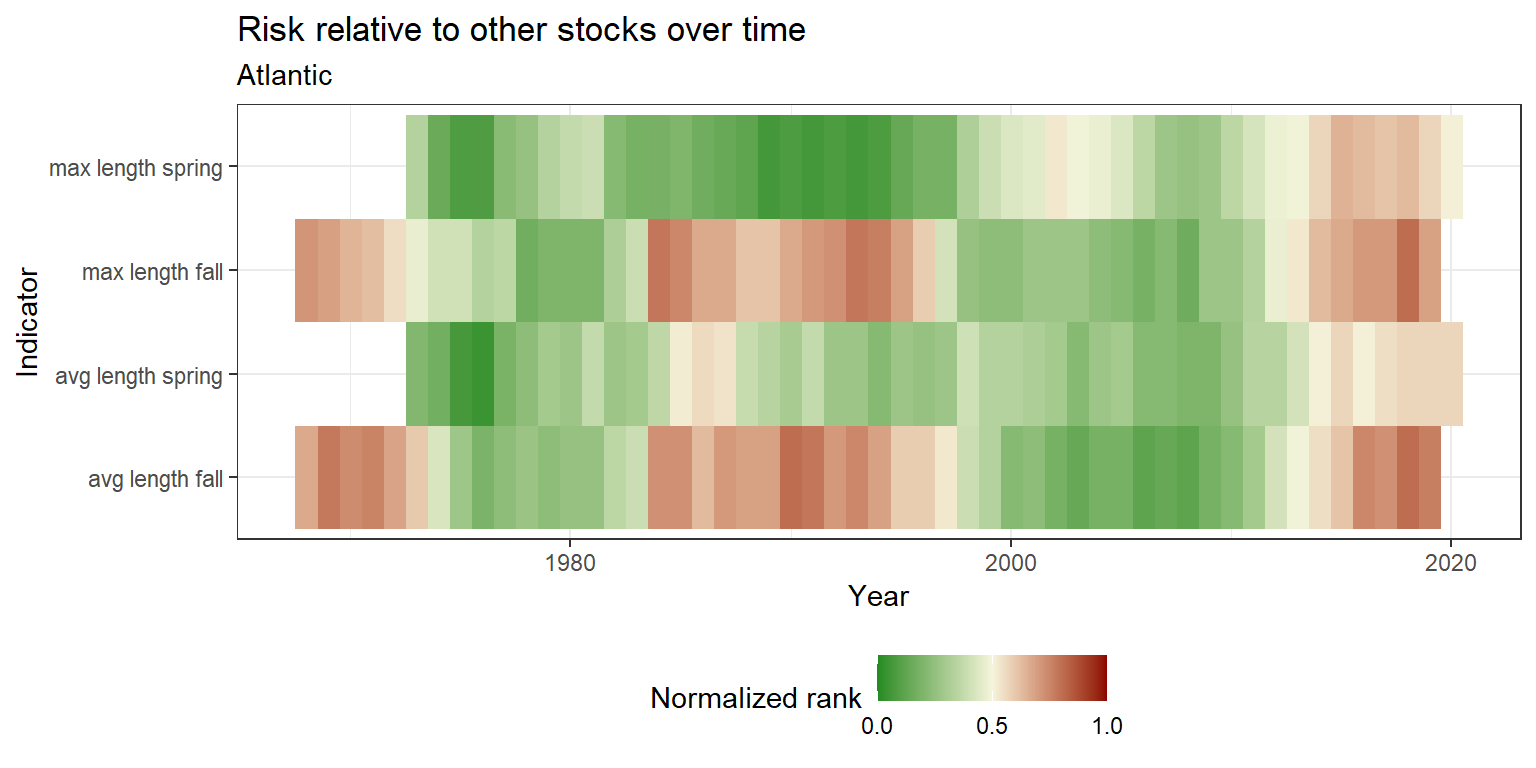 Risk relative to other stocks over time
Atlantic
Indicator
max length spring
max length fall
avg length spring
avg length fall
1980 2000 2020
Year
Normalized rank
0.0 0.5 1.0